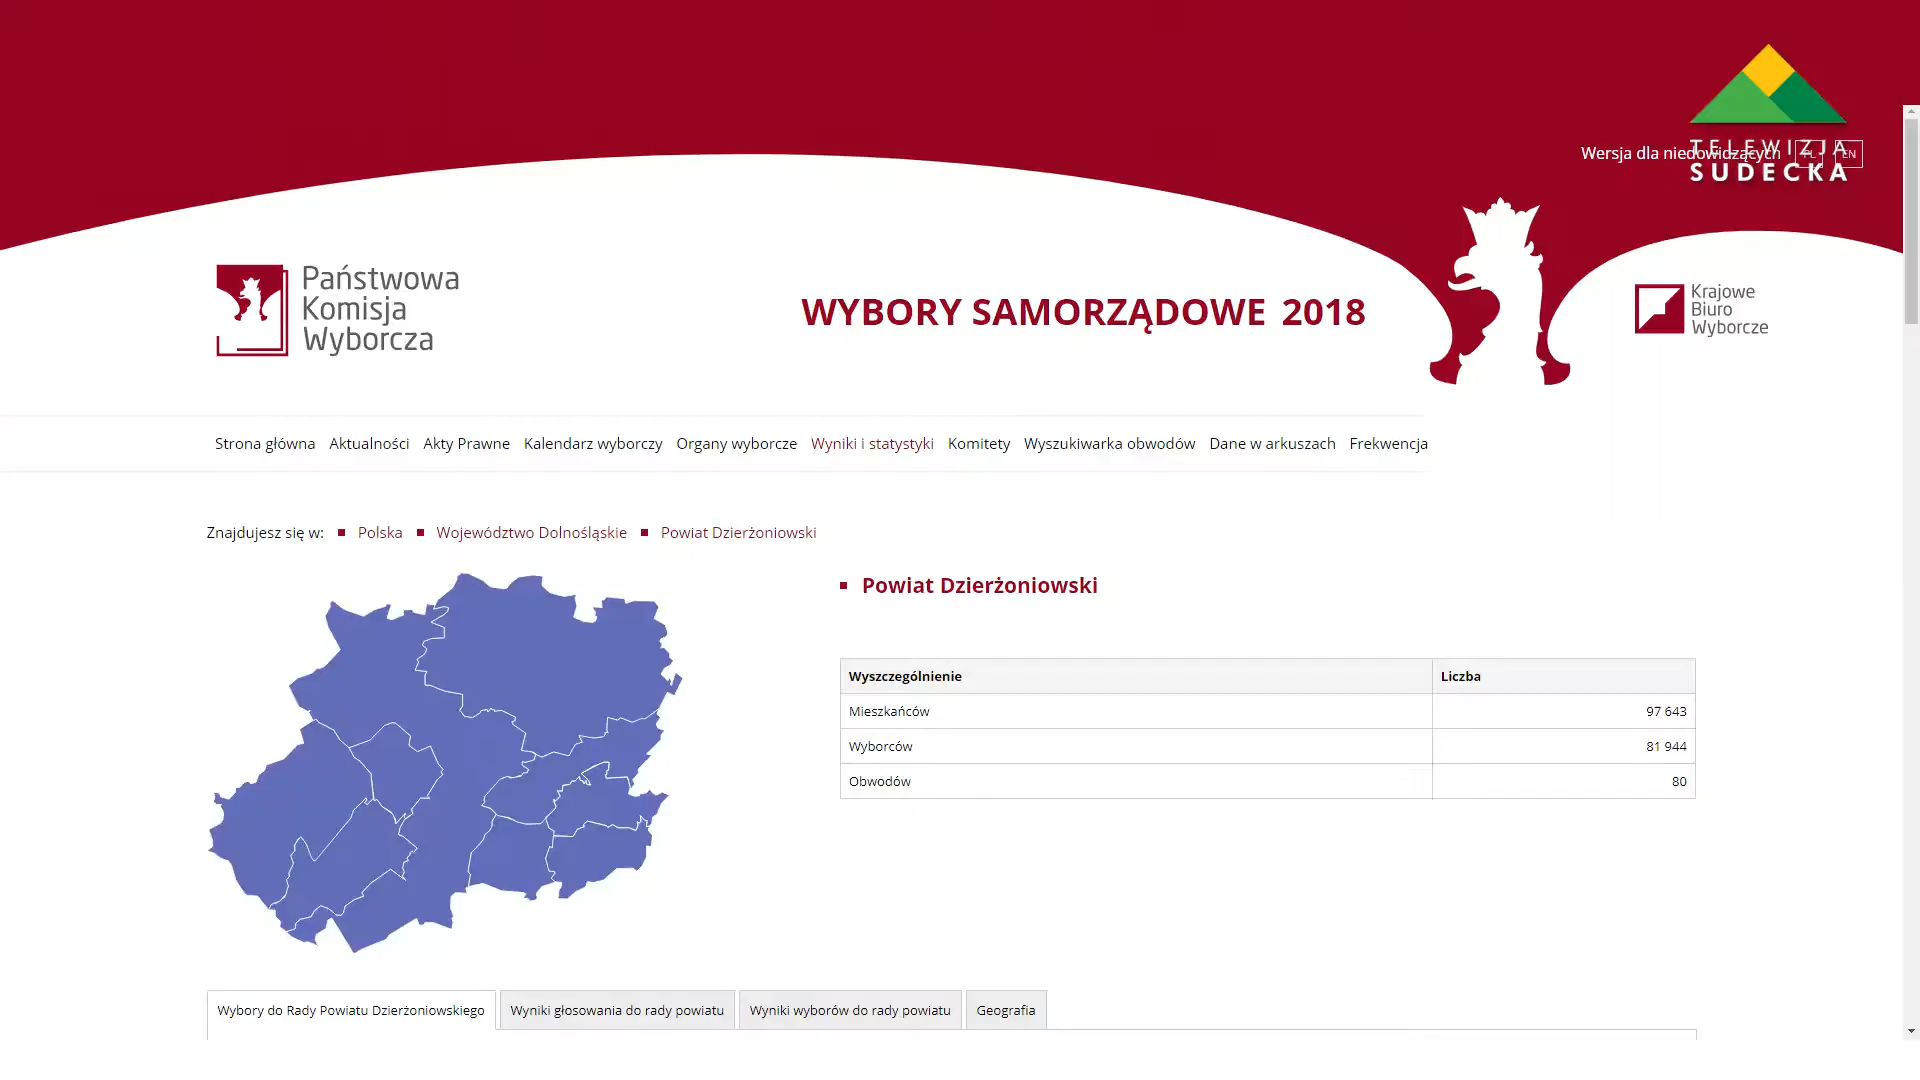 TELEWIZJA
SUDECKA
Wersja dla niedowidzących PL EN
Państwowa
Komisja
Wyborcza
WYBORY SAMORZĄDOWE 2018
Krajowe
Biuro
Wyborcze
Strona główna Aktualności Akty Prawne Kalendarz wyborczy Organy wyborcze Wyniki i statystyki Komitety Wyszukiwarka obwodów Dane w arkuszach Frekwencja
Znajdujesz się w: Polska Województwo Dolnośląskie Powiat Dzierżoniowski
Powiat Dzierżoniowski
Wyszczególnienie Liczba
Mieszkańców 97 643
Wyborców 81 944
Obwodów 80
Wybory do Rady Powiatu Dzierżoniowskiego Wyniki głosowania do rady powiatu Wyniki wyborów do rady powiatu Geografia